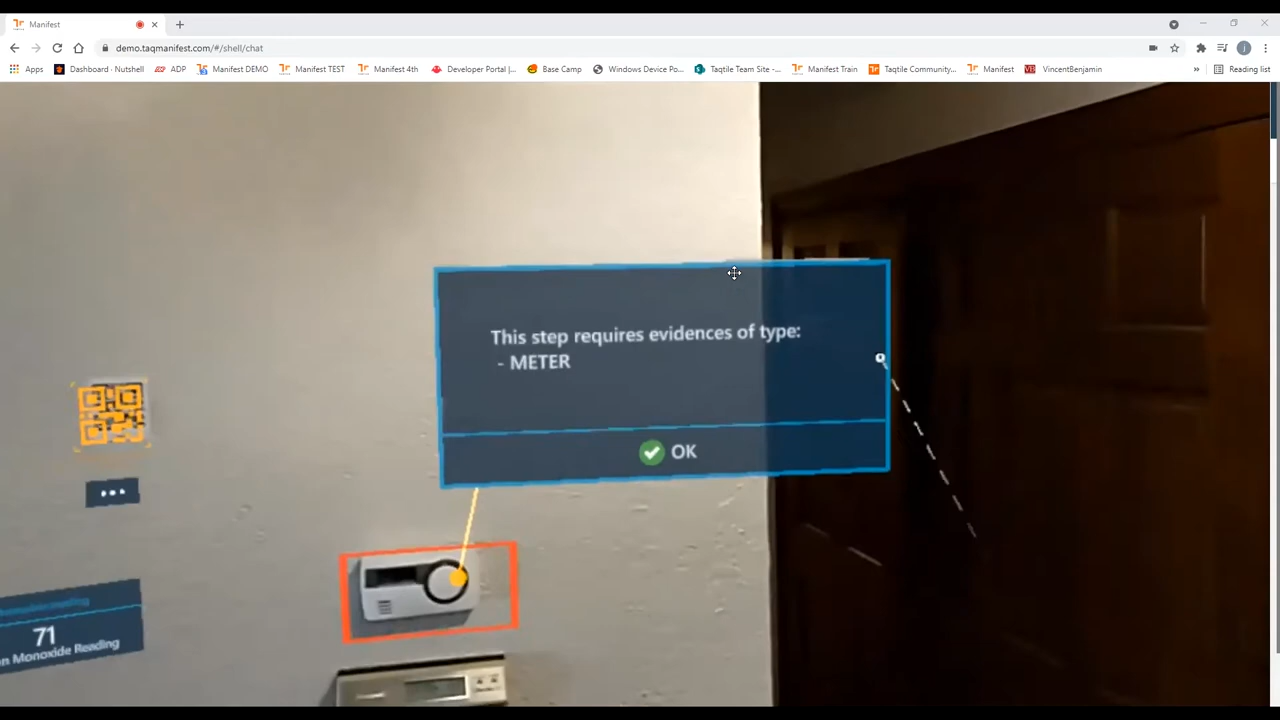 Manifest
demo.taqmanifest.com/#/shell/chat
Apps
Dashboard · Nutshell
ADP
Manifest DEMO
Manifest TEST
Manifest 4th
Developer Portal |...
Base Camp
Windows Device Po...
Taqtile Team Site -...
Manifest Train
Taqtile Community...
Manifest
VincentBenjamin
»
Reading list
This step requires evidences of type:
- METER
OK
71
Monoxide Reading